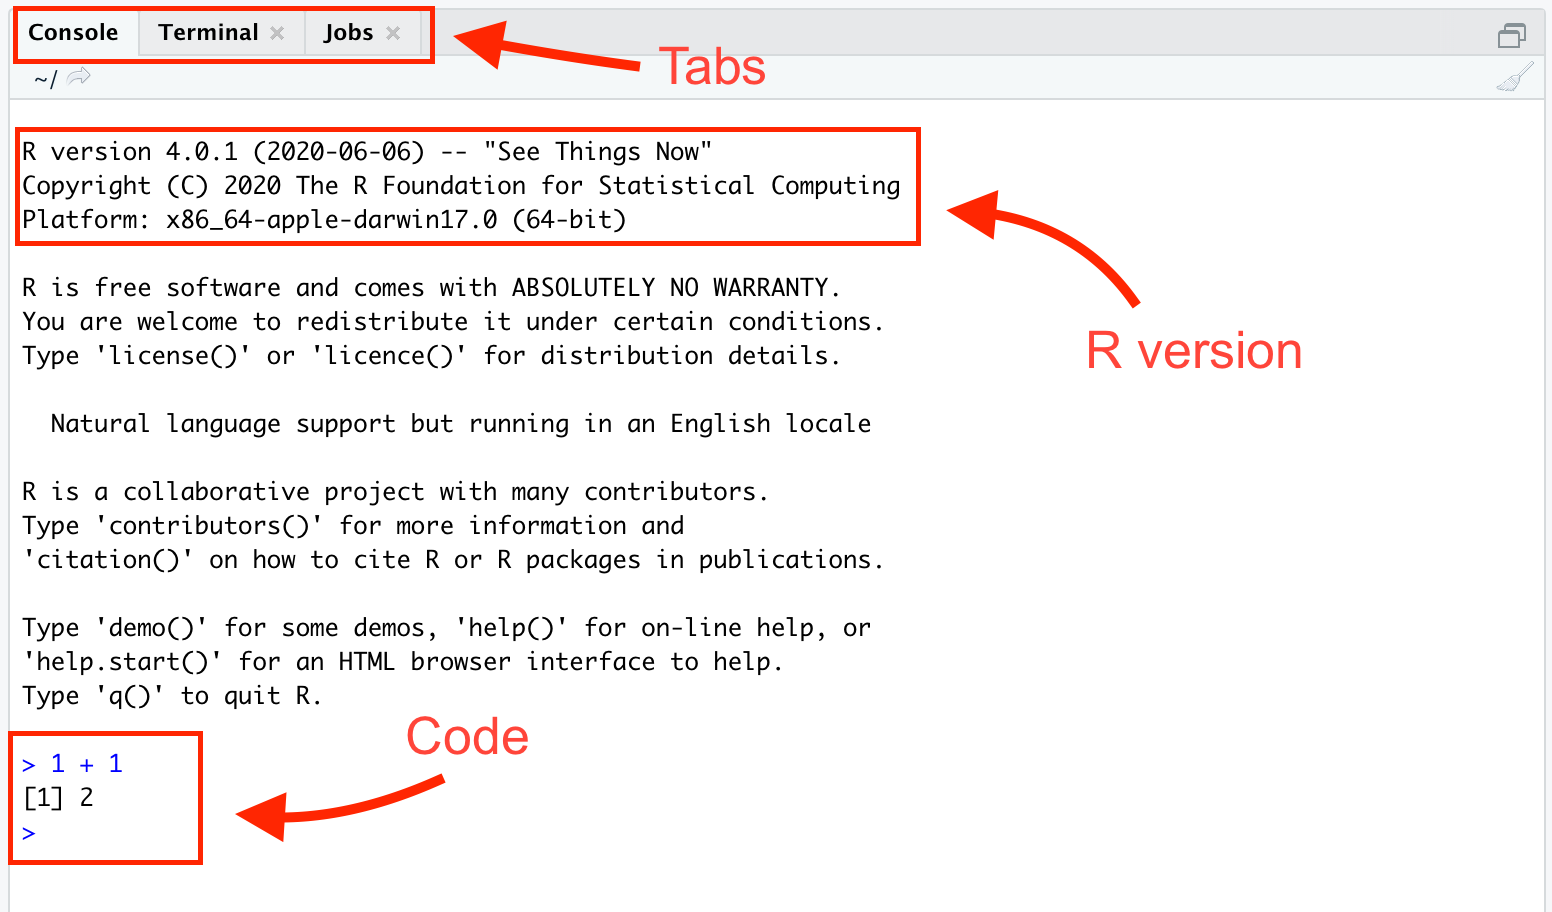 Console Terminal Jobs
Tabs
~/
R version 4.0.1 (2020-06-06) -- "See Things Now"
Copyright (C) 2020 The R Foundation for Statistical Computing
Platform: x86_64-apple-darwin17.0 (64-bit)
R is free software and comes with ABSOLUTELY NO WARRANTY.
You are welcome to redistribute it under certain conditions.
Type 'license()' or 'licence()' for distribution details.
R version
Natural language support but running in an English locale
R is a collaborative project with many contributors.
Type 'contributors()' for more information and
'citation()' on how to cite R or R packages in publications.
Type 'demo()' for some demos, 'help()' for on-line help, or
'help.start()' for an HTML browser interface to help.
Type 'q()' to quit R.
Code
> 1 + 1
[1] 2
>